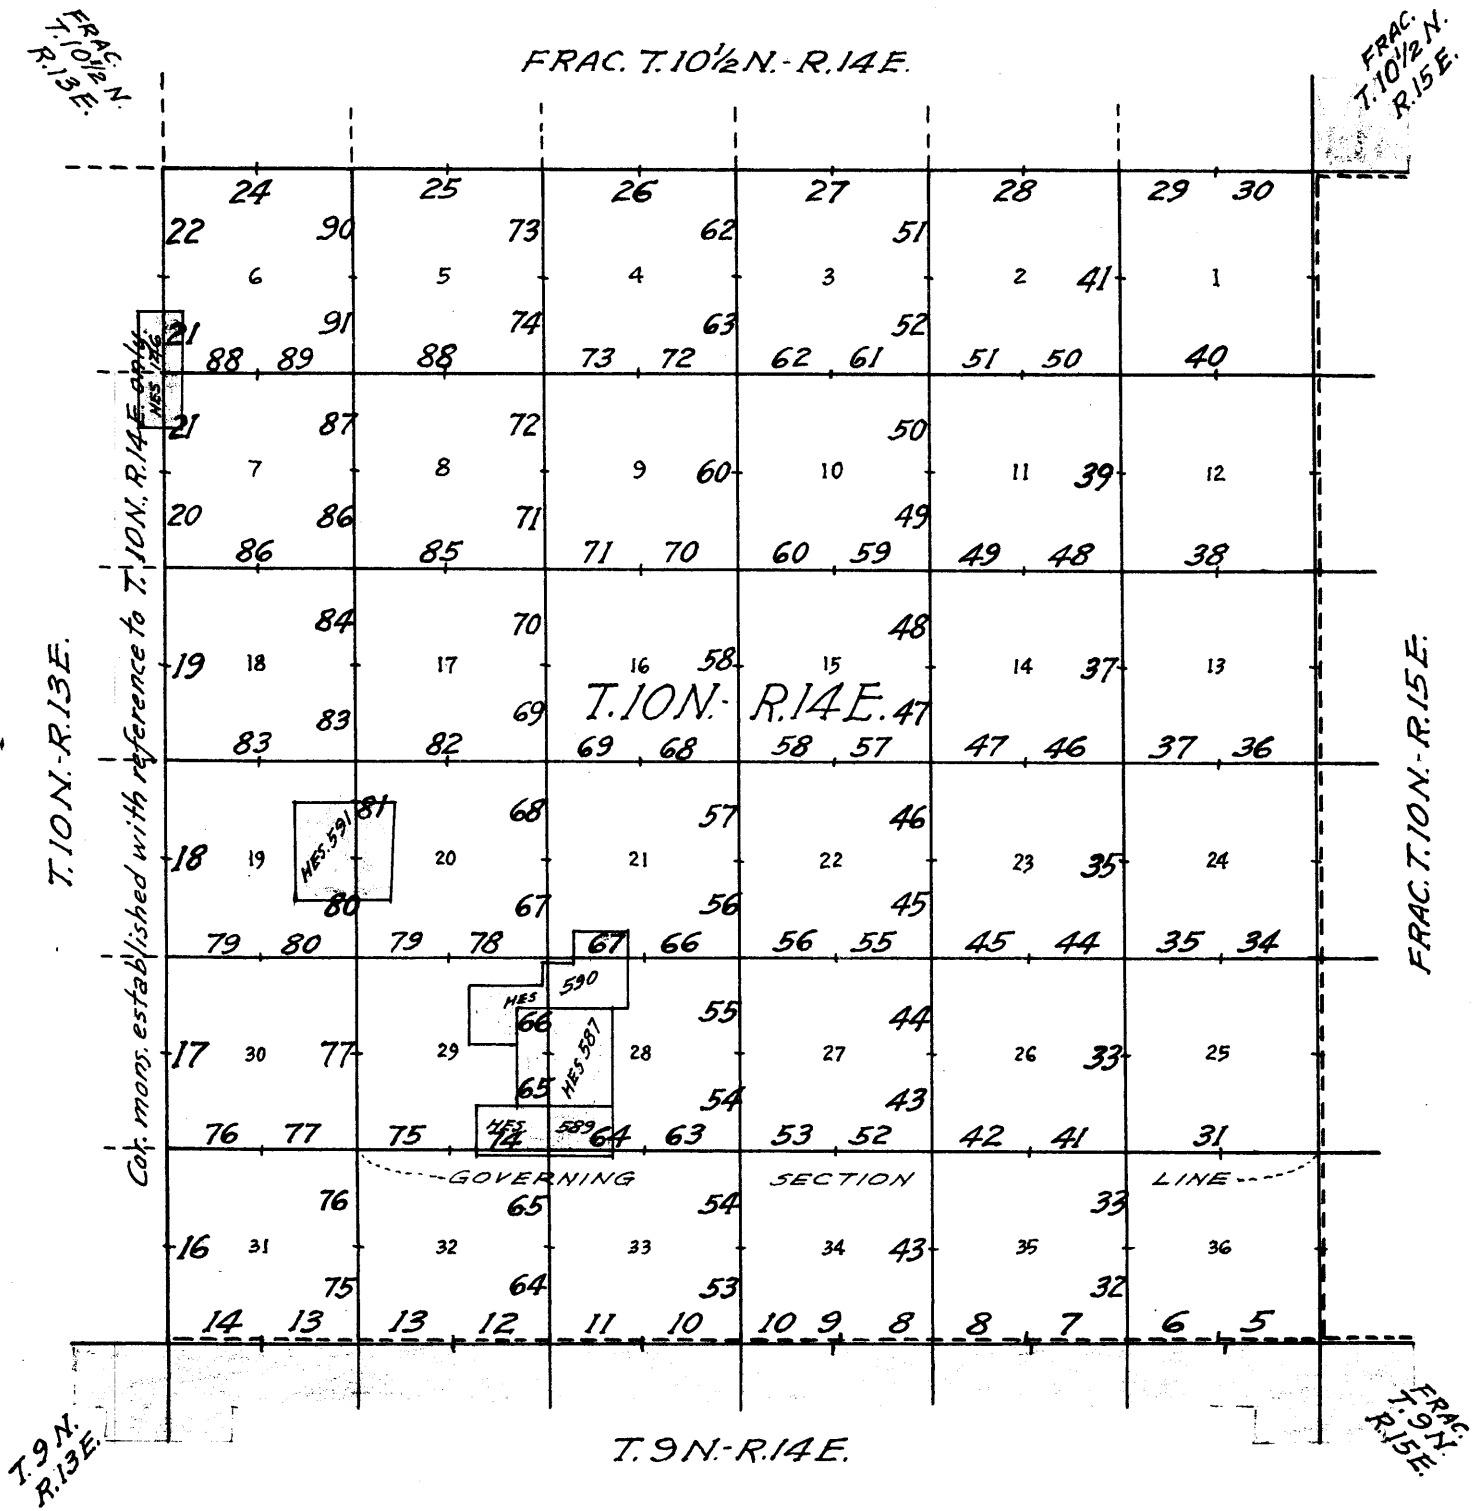 FRAC.
T.10½N.
R.13E.
FRAC. T.10½N.-R.14E.
FRAC.
T.10½N.
R.15E.
24 25 26 27 28 29 30
22 90 73 62 51
6 5 4 3 2 41 1
21 91 74 63 52
88 89 88 73 72 62 61 51 50 40
HES 146
21 87 72 50
7 8 9 60 10 11 39 12
20 86 71 49
86 85 71 70 60 59 49 48 38
84 70 48
19 18 17 16 58 15 14 37 13
T.10N.- R.14E.
83 69 47
83 82 69 68 58 57 47 46 37 36
81 68 57 46
HES.591
18 19 20 21 22 23 35 24
80 67 56 45
79 80 79 78 67 66 56 55 45 44 35 34
HES 590
66 55 44
17 30 77 29 HES 587 28 27 26 33 25
65 54 43
HES 589
76 77 75 74 64 63 53 52 42 41 31
GOVERNING SECTION LINE
76 65 54 33
16 31 32 33 34 43 35 36
75 64 53 32
14 13 13 12 11 10 10 9 8 8 7 6 5
T.10N.-R.13E.
Cor. mons. established with reference to T.10N., R.14E. only.
FRAC. T.10N.-R.15E.
T.9N.
R.13E.
T.9N.-R.14E.
FRAC.
T.9N.
R.15E.